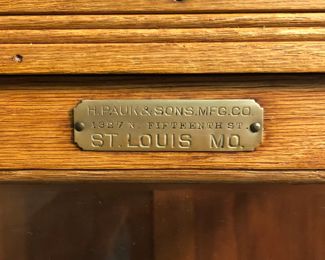 H. PAUK & SONS. MFG. CO.
1327 N. FIFTEENTH ST.
ST. LOUIS MO.